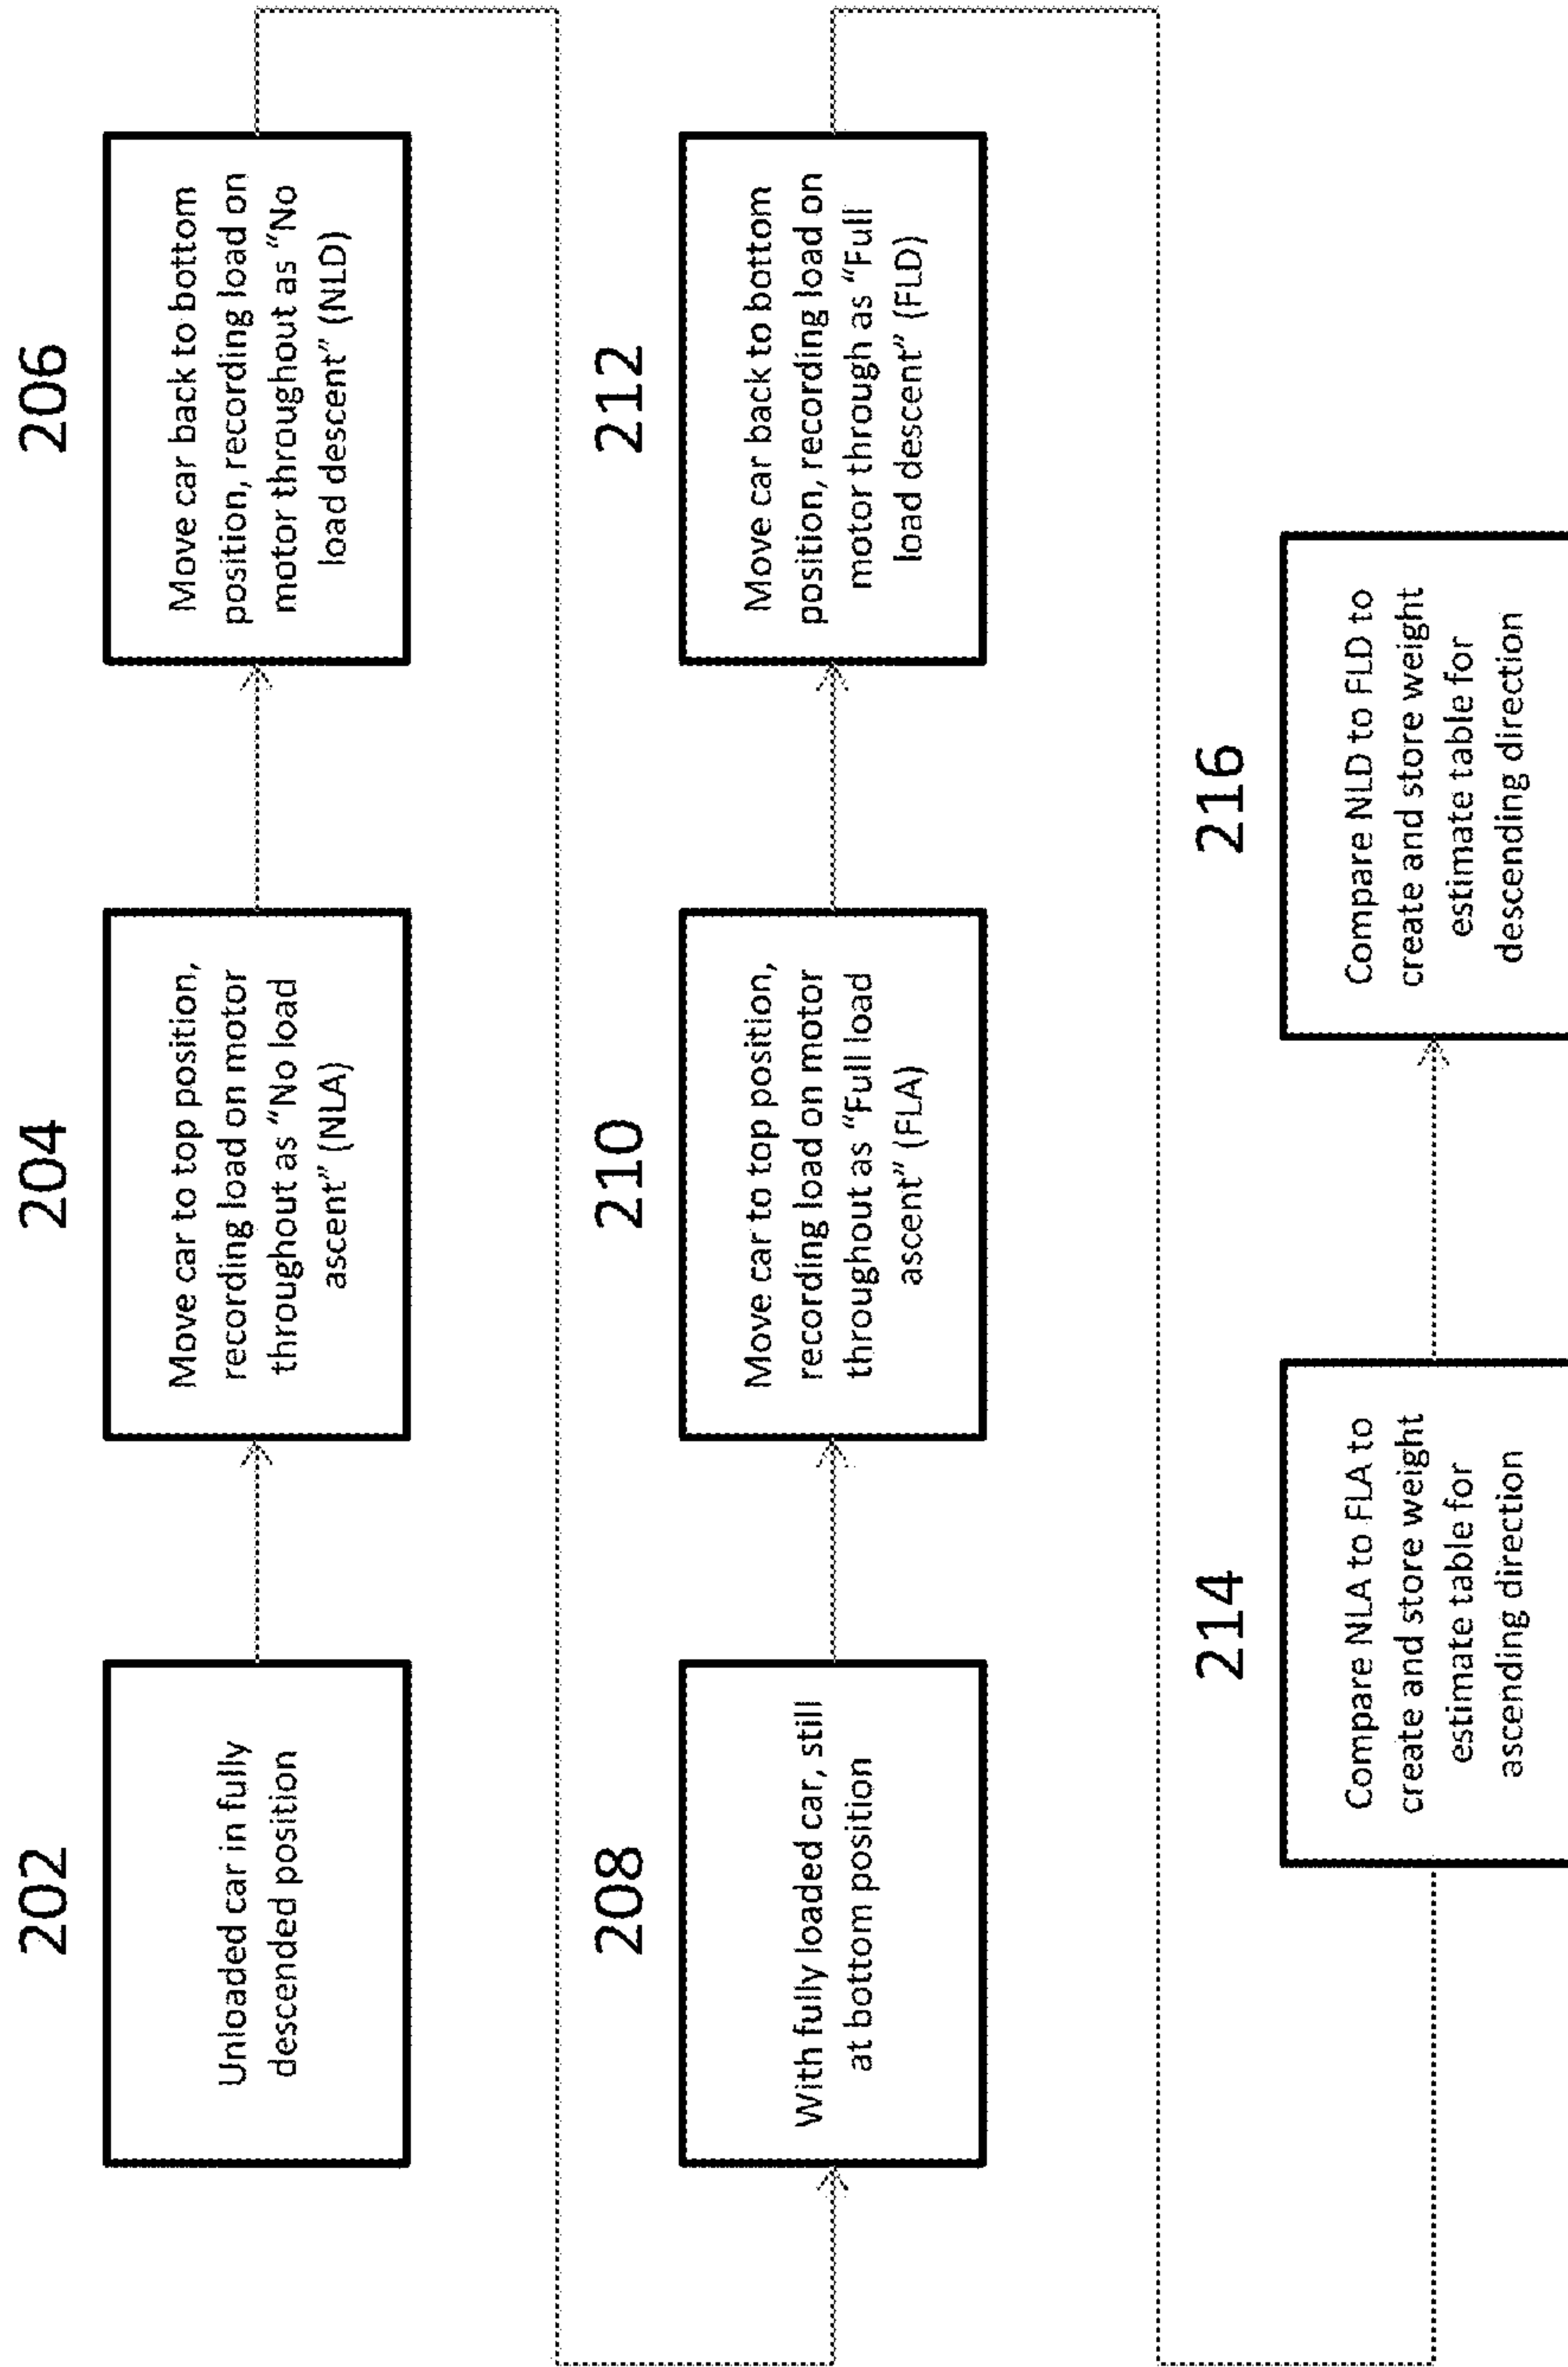 202
Unloaded car in fully
descended position
204
Move car to top position,
recording load on motor
throughout as “No load
ascent” (NLA)
206
Move car back to bottom
position, recording load on
motor throughout as “No
load descent” (NLD)
208
With fully loaded car, still
at bottom position
210
Move car to top position,
recording load on motor
throughout as “Full load
ascent” (FLA)
212
Move car back to bottom
position, recording load on
motor through as “Full
load descent” (FLD)
214
Compare NLA to FLA to
create and store weight
estimate table for
ascending direction
216
Compare NLD to FLD to
create and store weight
estimate table for
descending direction